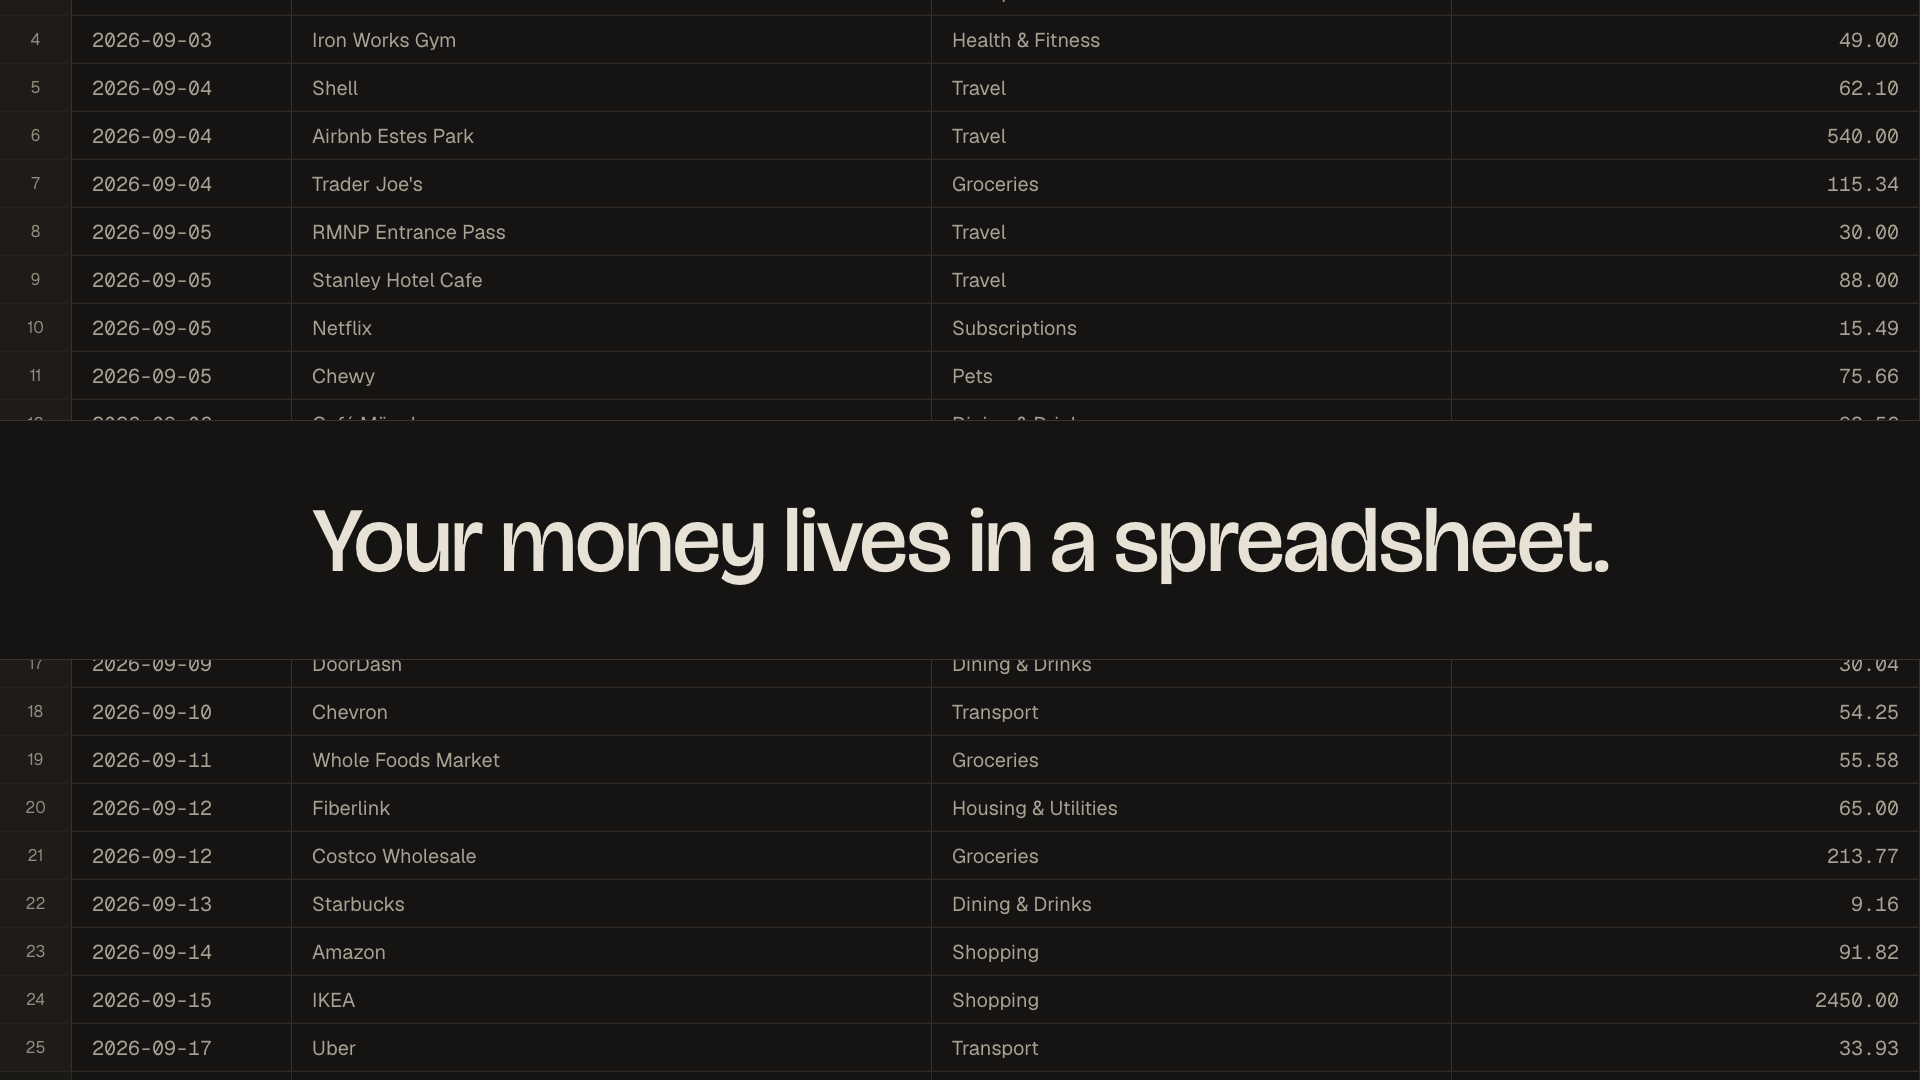 4 2026-09-03 Iron Works Gym Health & Fitness 49.00
5 2026-09-04 Shell Travel 62.10
6 2026-09-04 Airbnb Estes Park Travel 540.00
7 2026-09-04 Trader Joe's Groceries 115.34
8 2026-09-05 RMNP Entrance Pass Travel 30.00
9 2026-09-05 Stanley Hotel Cafe Travel 88.00
10 2026-09-05 Netflix Subscriptions 15.49
11 2026-09-05 Chewy Pets 75.66
Your money lives in a spreadsheet.
17 2026-09-09 DoorDash Dining & Drinks 30.04
18 2026-09-10 Chevron Transport 54.25
19 2026-09-11 Whole Foods Market Groceries 55.58
20 2026-09-12 Fiberlink Housing & Utilities 65.00
21 2026-09-12 Costco Wholesale Groceries 213.77
22 2026-09-13 Starbucks Dining & Drinks 9.16
23 2026-09-14 Amazon Shopping 91.82
24 2026-09-15 IKEA Shopping 2450.00
25 2026-09-17 Uber Transport 33.93